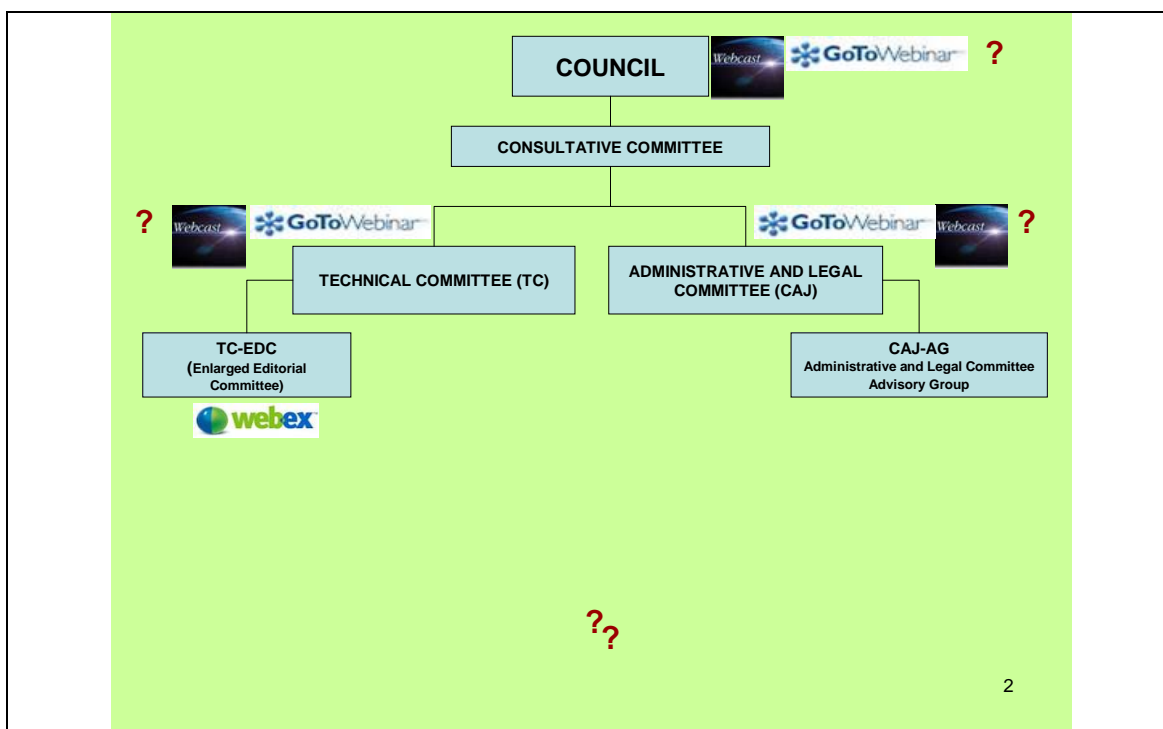 COUNCIL
Webcast
GoToWebinar
?
CONSULTATIVE COMMITTEE
?
Webcast
GoToWebinar
GoToWebinar
Webcast
?
TECHNICAL COMMITTEE (TC)
ADMINISTRATIVE AND LEGAL
COMMITTEE (CAJ)
TC-EDC
(Enlarged Editorial
Committee)
CAJ-AG
Administrative and Legal Committee
Advisory Group
webex
?
?
2